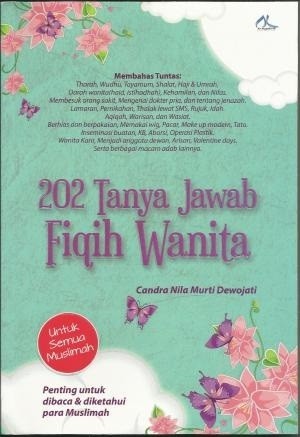 Membahas Tuntas:
Thorah, Wudhu, Tayamum, Shalat, Haji & Umrah,
Darah wanita(haid, istihadhah), Kehamilan, dan Nifas.
Membesuk orang sakit, Mengenai dokter pria, dan tentang jenazah.
Lamaran, Pernikahan, Thalak lewat SMS, Rujuk, Idah.
Aqiqah, Warisan, dan Wasiat.
Berhias dan berpakaian, Memakai wig, Pacar, Make up modern, Tato.
Inseminasi buatan, KB, Aborsi, Operasi Plastik.
Wanita Karir, Menjadi anggota dewan, Arisan, Valentine days.
Serta berbagai macam adab lainnya.
202 Tanya Jawab
Fiqih Wanita
Candra Nila Murti Dewojati
Untuk
Semua
Muslimah
Penting untuk
dibaca & diketahui
para Muslimah